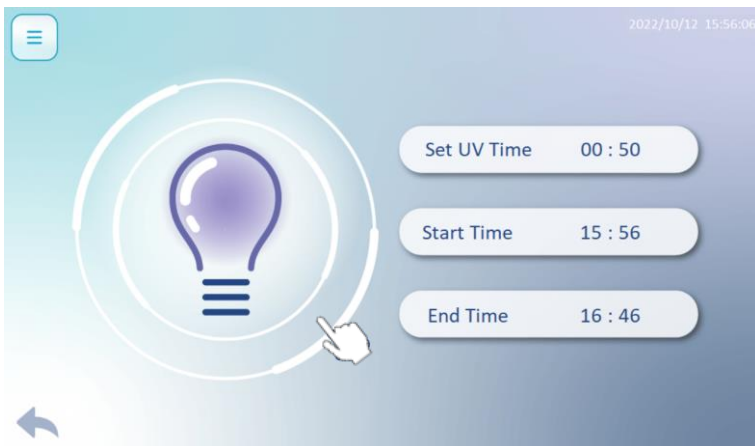 2022/10/12 15:56:06
Set UV Time 00 : 50
Start Time 15 : 56
End Time 16 : 46